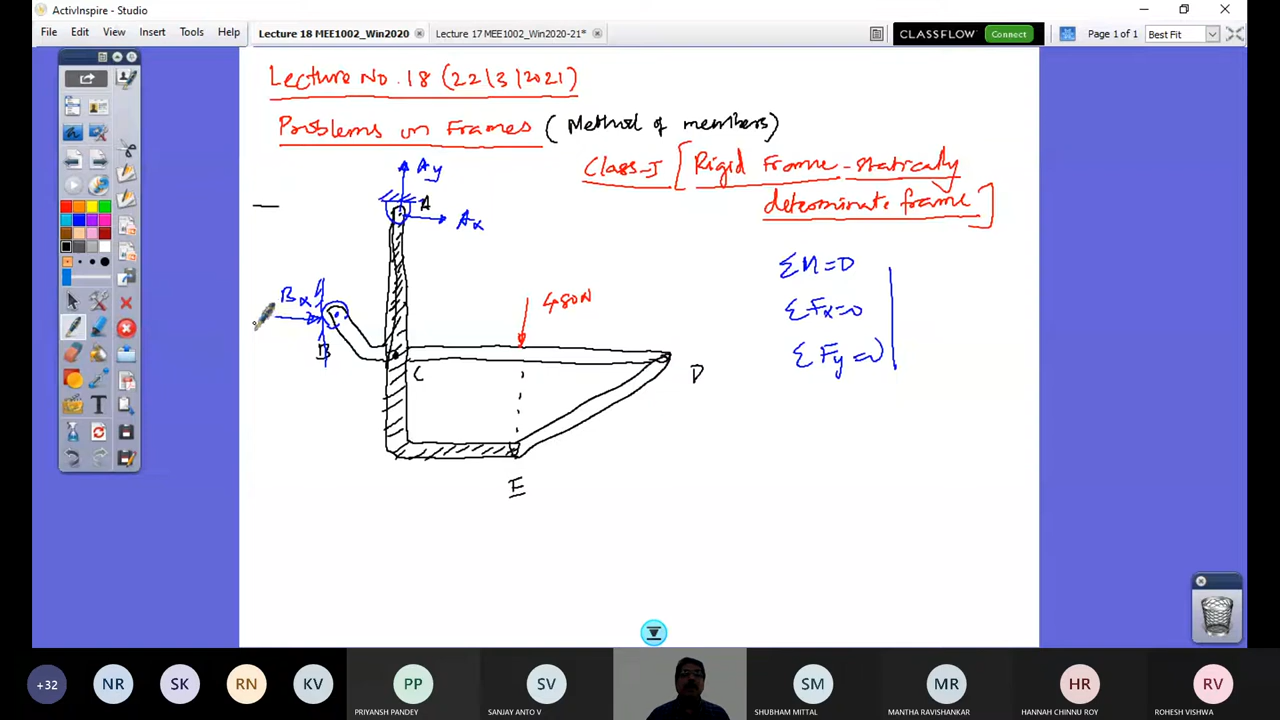 ActivInspire - Studio
File Edit View Insert Tools Help
Lecture 18 MEE1002_Win2020
Lecture 17 MEE1002_Win2020-21*
CLASSFLOW Connect
Page 1 of 1
Best Fit
Lecture No. 18 (22/3/2021)
Problems on Frames (Method of members)
Class-I [Rigid Frame - statically
determinate frame]
Ay
A
Ax
ΣM=0
Bx
480N
ΣFx=0
B
ΣFy=0
C
D
E
+32 NR SK RN KV PP SV SM MR HR RV
PRIYANSH PANDEY SANJAY ANTO V SHUBHAM MITTAL MANTHA RAVISHANKAR HANNAH CHINNU ROY ROHESH VISHWA